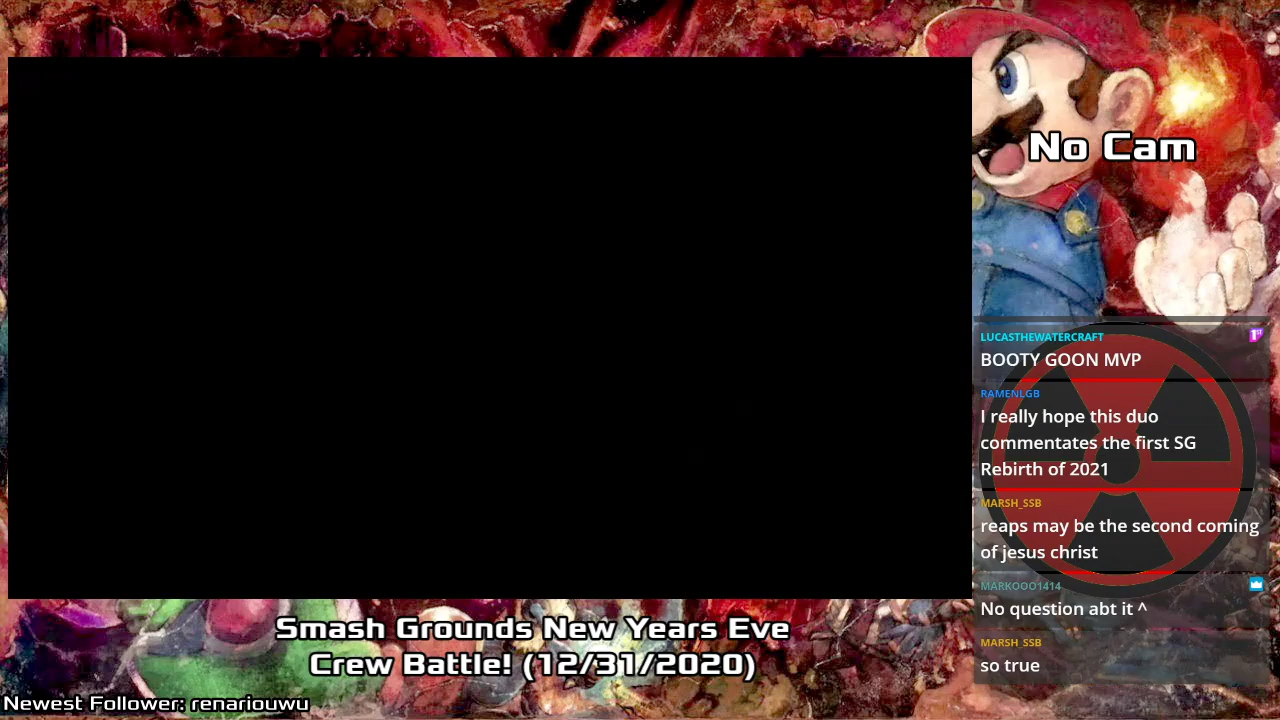 No Cam
LUCASTHEWATERCRAFT
BOOTY GOON MVP
RAMENLGB
I really hope this duo
commentates the first SG
Rebirth of 2021
MARSH_SSB
reaps may be the second coming
of jesus christ
MARKOOO1414
No question abt it ^
MARSH_SSB
so true
Smash Grounds New Years Eve
Crew Battle! (12/31/2020)
Newest Follower: renariouwu